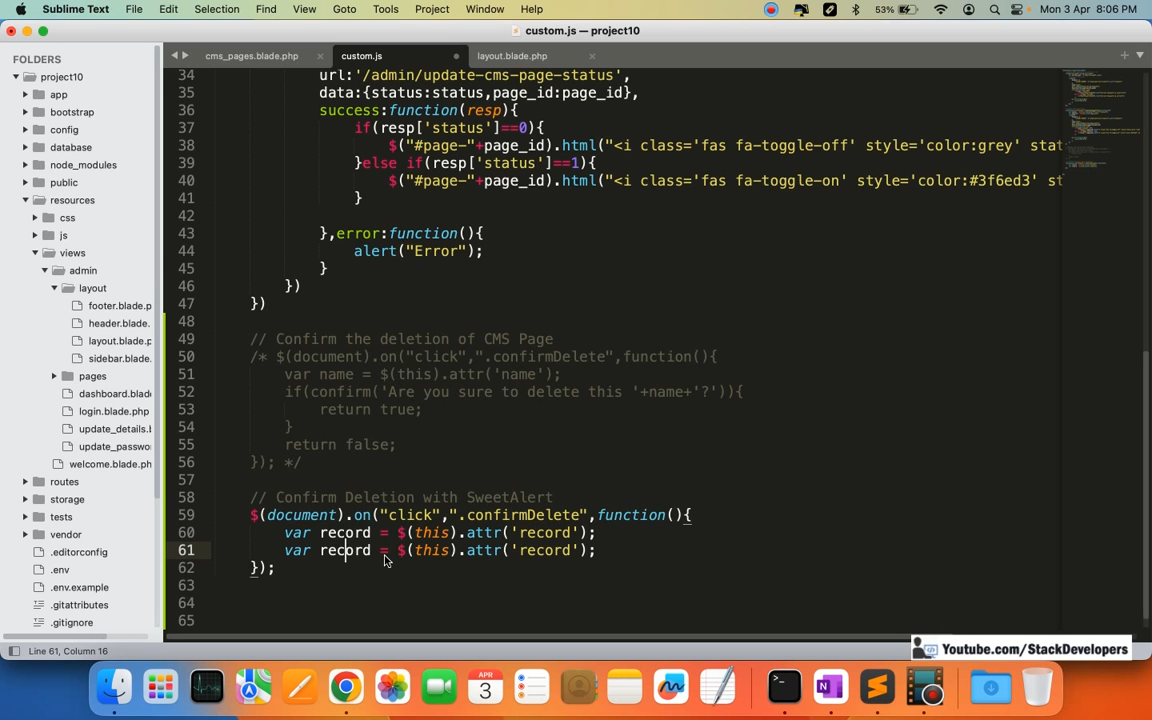 Sublime Text File Edit Selection Find View Goto Tools Project Window Help 53% Mon 3 Apr 8:06 PM
custom.js — project10
FOLDERS
cms_pages.blade.php
custom.js
layout.blade.php
project10
app
bootstrap
config
database
node_modules
public
resources
css
js
views
admin
layout
footer.blade.p
header.blade.
layout.blade.p
sidebar.blade.
pages
dashboard.blade
login.blade.php
update_details.b
update_passwo
welcome.blade.ph
routes
storage
tests
vendor
.editorconfig
.env
.env.example
.gitattributes
.gitignore
34 url:'/admin/update-cms-page-status',
35 data:{status:status,page_id:page_id},
36 success:function(resp){
37 if(resp['status']==0){
38 $("#page-"+page_id).html("<i class='fas fa-toggle-off' style='color:grey' stat
39 }else if(resp['status']==1){
40 $("#page-"+page_id).html("<i class='fas fa-toggle-on' style='color:#3f6ed3' st
41 }
42
43 },error:function(){
44 alert("Error");
45 }
46 })
47 })
48
49 // Confirm the deletion of CMS Page
50 /* $(document).on("click",".confirmDelete",function(){
51 var name = $(this).attr('name');
52 if(confirm('Are you sure to delete this '+name+'?')){
53 return true;
54 }
55 return false;
56 }); */
57
58 // Confirm Deletion with SweetAlert
59 $(document).on("click",".confirmDelete",function(){
60 var record = $(this).attr('record');
61 var record = $(this).attr('record');
62 });
63
64
65
Line 61, Column 16
Youtube.com/StackDevelopers
APR
3